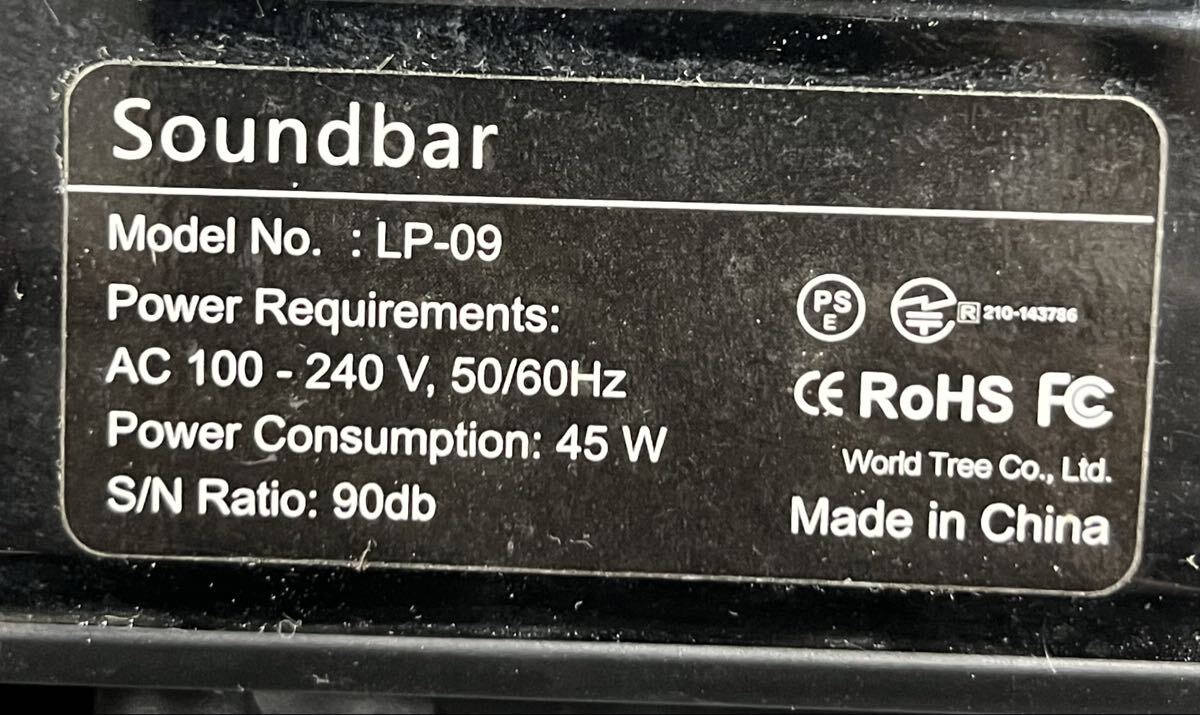 Soundbar
Model No. : LP-09
Power Requirements:
AC 100 - 240 V, 50/60Hz
Power Consumption: 45 W
S/N Ratio: 90db
PS
E
R 210-143786
CE RoHS FC
World Tree Co., Ltd.
Made in China